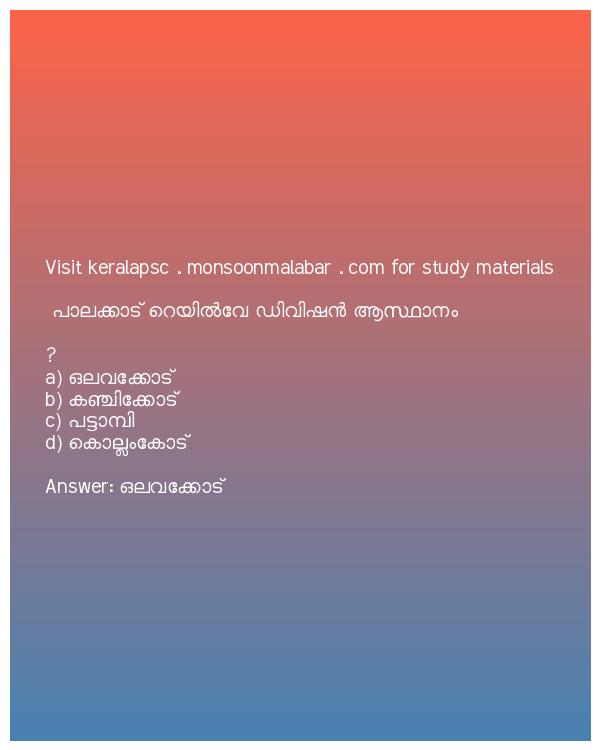 Visit keralapsc . monsoonmalabar . com for study materials
പാലക്കാട് റെയിൽവേ ഡിവിഷൻ ആസ്ഥാനം
?
a) ഒലവക്കോട്
b) കഞ്ചിക്കോട്
c) പട്ടാമ്പി
d) കൊല്ലംകോട്
Answer: ഒലവക്കോട്